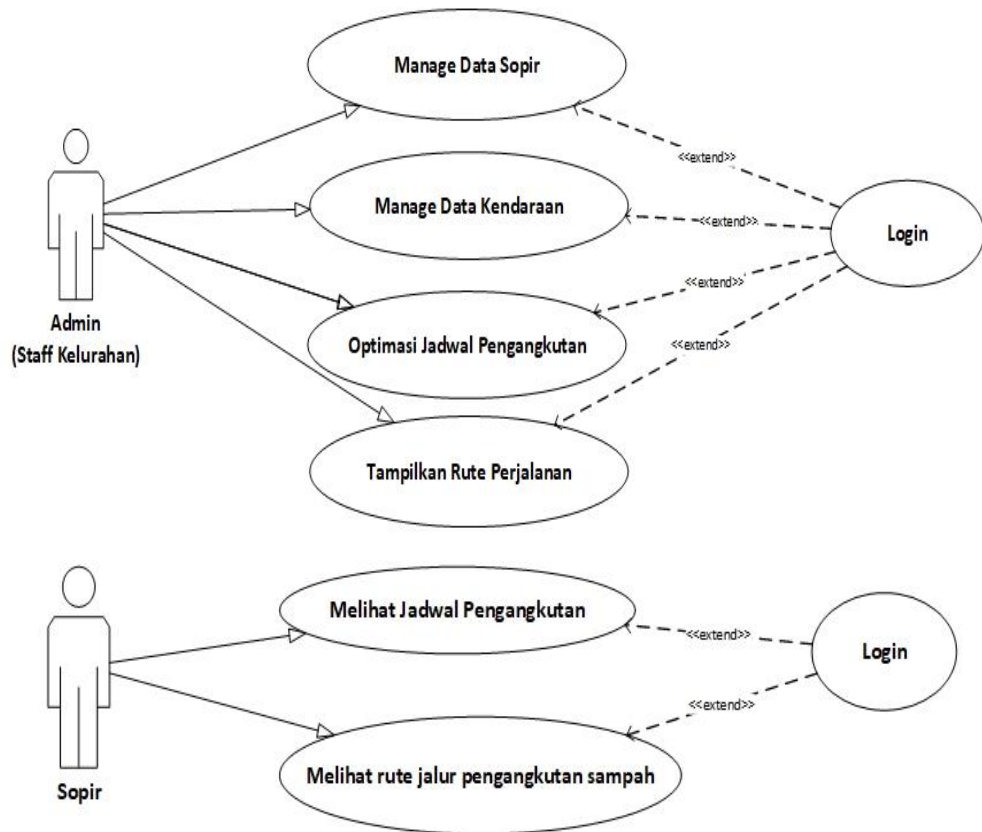 Manage Data Sopir
<<extend>>
Manage Data Kendaraan
<<extend>>
Login
<<extend>>
Admin
(Staff Kelurahan)
Optimasi Jadwal Pengangkutan
<<extend>>
Tampilkan Rute Perjalanan
Melihat Jadwal Pengangkutan
<<extend>>
Login
<<extend>>
Melihat rute jalur pengangkutan sampah
Sopir